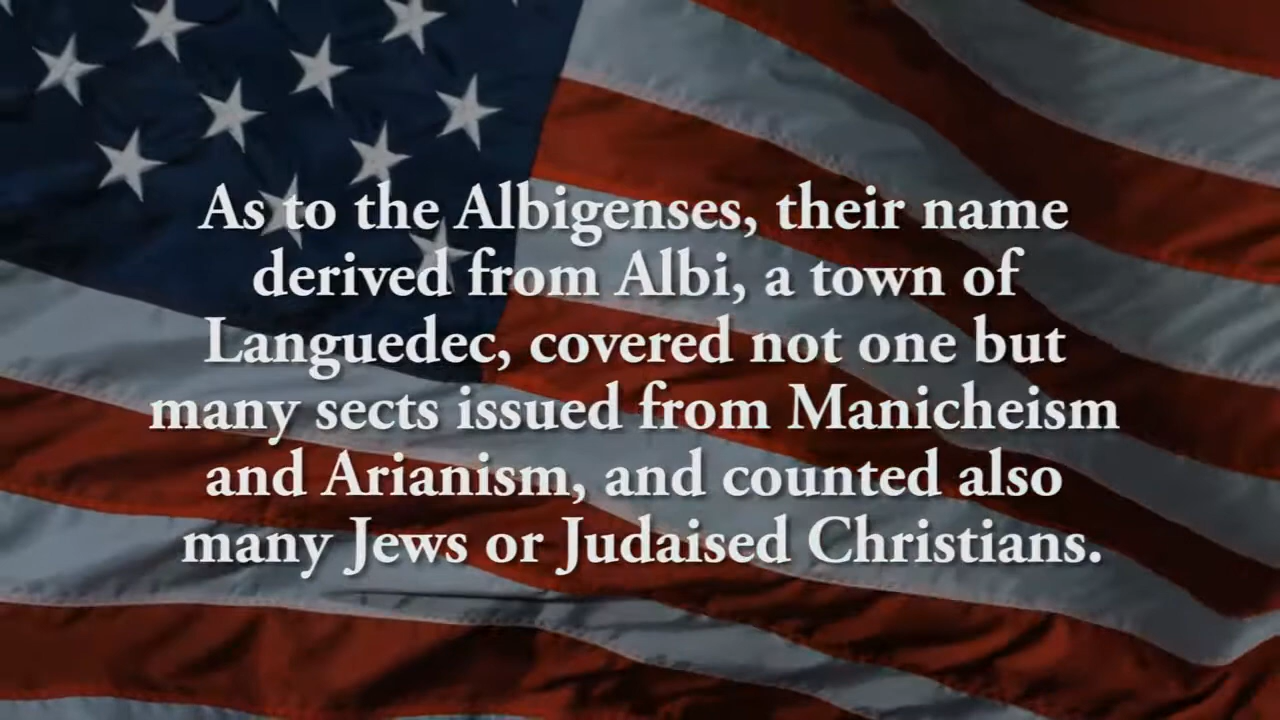 As to the Albigenses, their name
derived from Albi, a town of
Languedec, covered not one but
many sects issued from Manicheism
and Arianism, and counted also
many Jews or Judaised Christians.